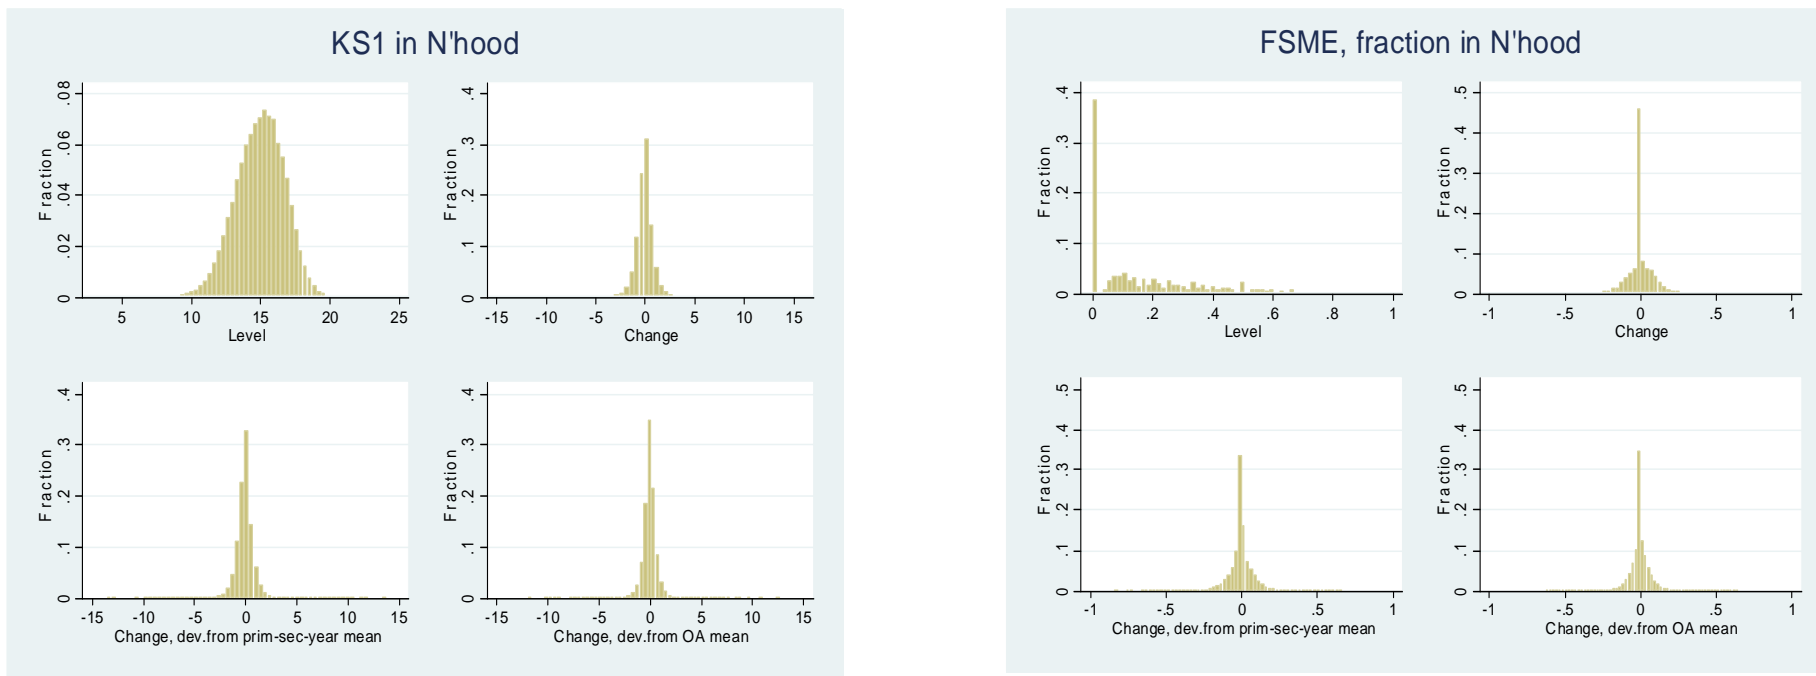 KS1 in N'hood
Fraction
0 .02 .04 .06 .08
5 10 15 20 25
Level
Fraction
0 .1 .2 .3 .4
-15 -10 -5 0 5 10 15
Change
Fraction
0 .1 .2 .3 .4
-15 -10 -5 0 5 10 15
Change, dev.from prim-sec-year mean
Fraction
0 .1 .2 .3 .4
-15 -10 -5 0 5 10 15
Change, dev.from OA mean
FSME, fraction in N'hood
Fraction
0 .1 .2 .3 .4
0 .2 .4 .6 .8 1
Level
Fraction
0 .1 .2 .3 .4 .5
-1 -.5 0 .5 1
Change
Fraction
0 .1 .2 .3 .4 .5
-1 -.5 0 .5 1
Change, dev.from prim-sec-year mean
Fraction
0 .1 .2 .3 .4 .5
-1 -.5 0 .5 1
Change, dev.from OA mean